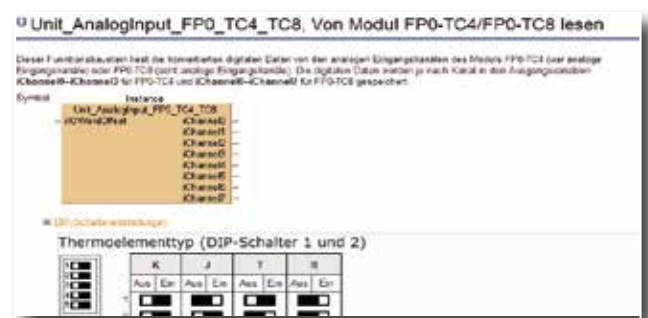 Unit_AnalogInput_FP0_TC4_TC8, Von Modul FP0-TC4/FP0-TC8 lesen
Dieser Funktionsbaustein liest die konvertierten digitalen Daten von den analogen Eingangskanälen des Moduls FP0-TC4 (vier analoge
Eingangskanäle) oder FP0-TC8 (acht analoge Eingangskanäle). Die digitalen Daten werden je nach Kanal in den Ausgangsvariablen
iChannel0-iChannel3 für FP0-TC4 und iChannel0-iChannel7 für FP0-TC8 gespeichert.
Symbol
Instance
Unit_AnalogInput_FP0_TC4_TC8
iIOWordOffset iChannel0
iChannel1
iChannel2
iChannel3
iChannel4
iChannel5
iChannel6
iChannel7
DIP-Schaltereinstellungen
Thermoelementtyp (DIP-Schalter 1 und 2)
K J T R
Aus Ein Aus Ein Aus Ein Aus Ein
1
2